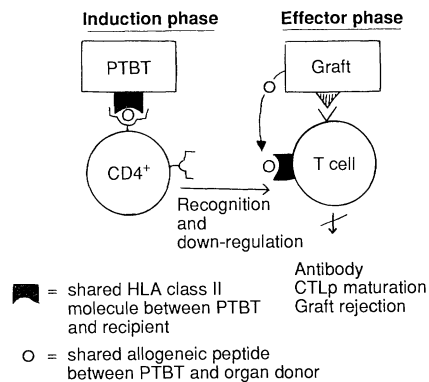 Induction phase
Effector phase
PTBT
Graft
CD4+
T cell
Recognition
and
down-regulation
Antibody
CTLp maturation
Graft rejection
= shared HLA class II
molecule between PTBT
and recipient
= shared allogeneic peptide
between PTBT and organ donor